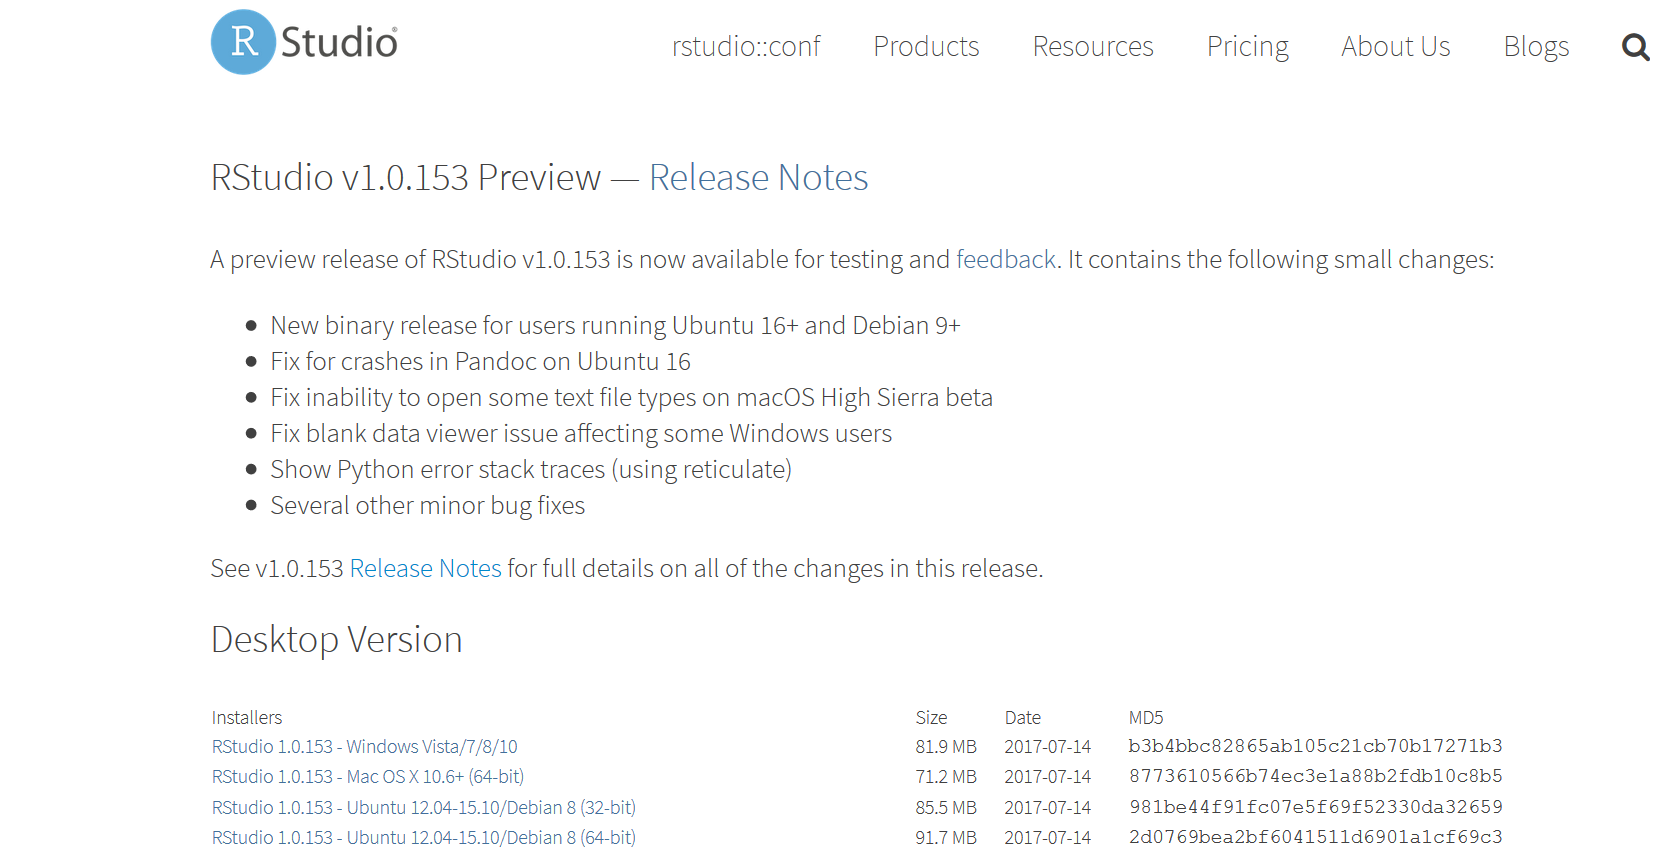 R Studio®
rstudio::conf Products Resources Pricing About Us Blogs
RStudio v1.0.153 Preview — Release Notes
A preview release of RStudio v1.0.153 is now available for testing and feedback. It contains the following small changes:
• New binary release for users running Ubuntu 16+ and Debian 9+
• Fix for crashes in Pandoc on Ubuntu 16
• Fix inability to open some text file types on macOS High Sierra beta
• Fix blank data viewer issue affecting some Windows users
• Show Python error stack traces (using reticulate)
• Several other minor bug fixes
See v1.0.153 Release Notes for full details on all of the changes in this release.
Desktop Version
Installers Size Date MD5
RStudio 1.0.153 - Windows Vista/7/8/10 81.9 MB 2017-07-14 b3b4bbc82865ab105c21cb70b17271b3
RStudio 1.0.153 - Mac OS X 10.6+ (64-bit) 71.2 MB 2017-07-14 8773610566b74ec3e1a88b2fdb10c8b5
RStudio 1.0.153 - Ubuntu 12.04-15.10/Debian 8 (32-bit) 85.5 MB 2017-07-14 981be44f91fc07e5f69f52330da32659
RStudio 1.0.153 - Ubuntu 12.04-15.10/Debian 8 (64-bit) 91.7 MB 2017-07-14 2d0769bea2bf6041511d6901a1cf69c3